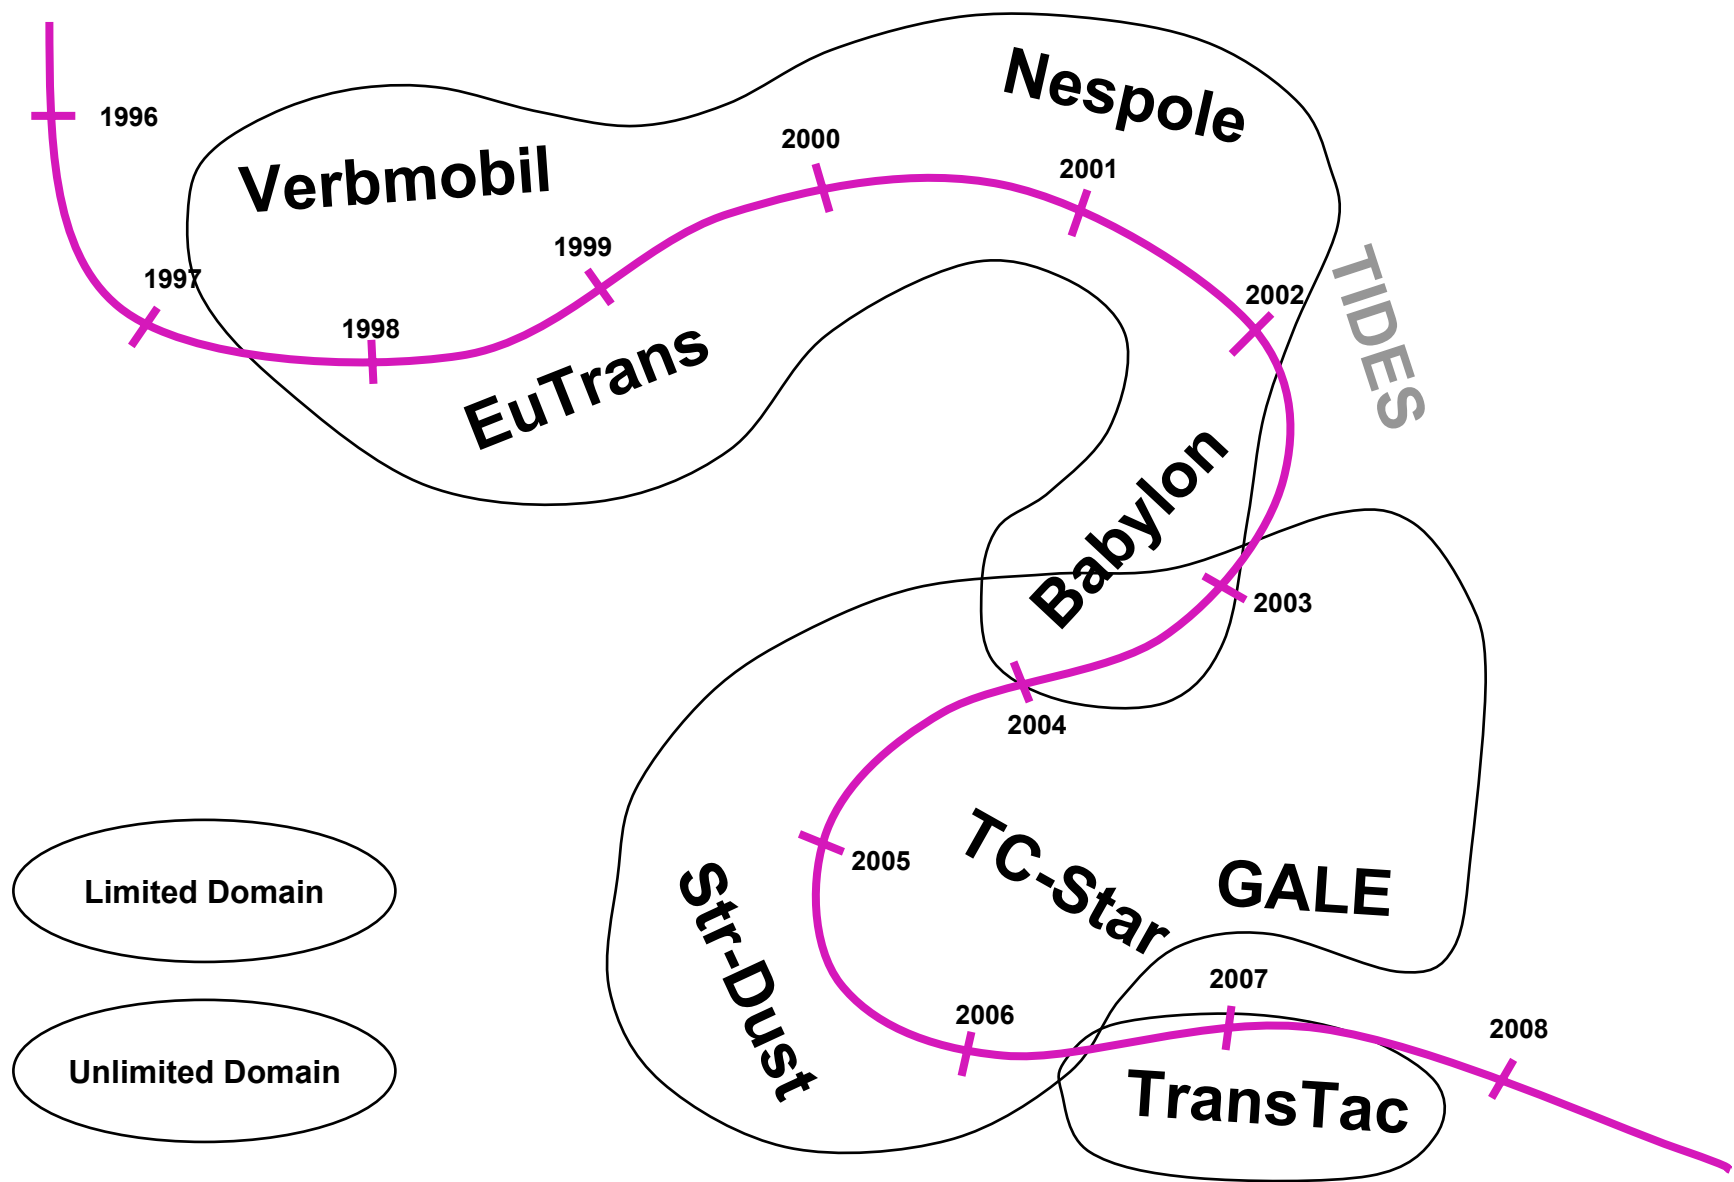 1996
1997
Verbmobil
1998
1999
EuTrans
2000
Nespole
2001
2002
TIDES
Babylon
2003
2004
TC-Star
GALE
2005
Str-Dust
2006
2007
TransTac
2008
Limited Domain
Unlimited Domain